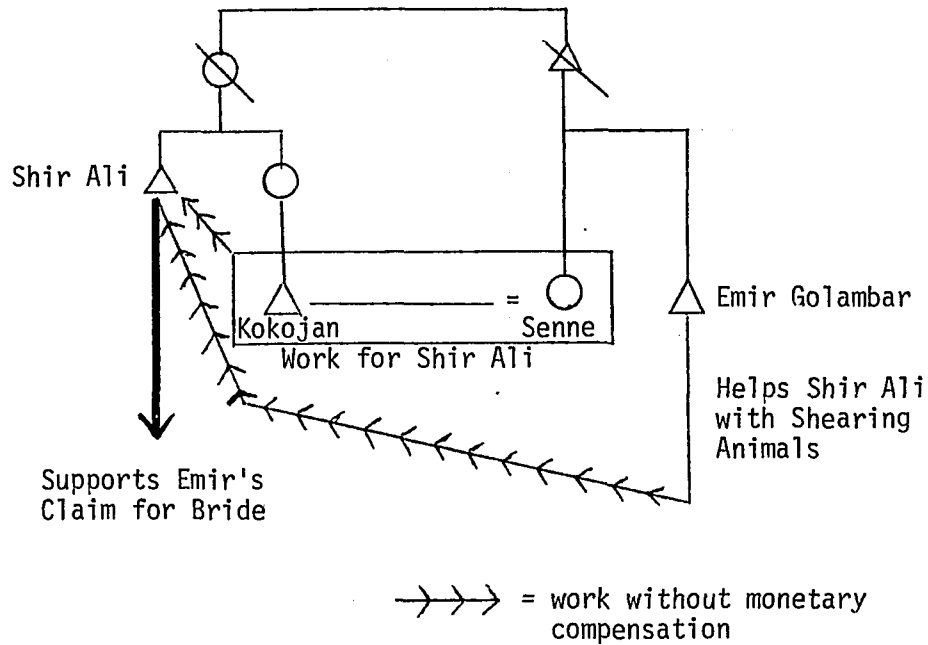 Shir Ali
Kokojan
=
Senne
Work for Shir Ali
Emir Golambar
Helps Shir Ali
with Shearing
Animals
Supports Emir's
Claim for Bride
= work without monetary
compensation